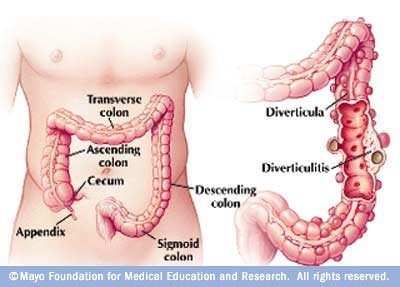 Transverse
colon
Ascending
colon
Cecum
Appendix
Descending
colon
Sigmoid
colon
Diverticula
Diverticulitis
© Mayo Foundation for Medical Education and Research. All rights reserved.